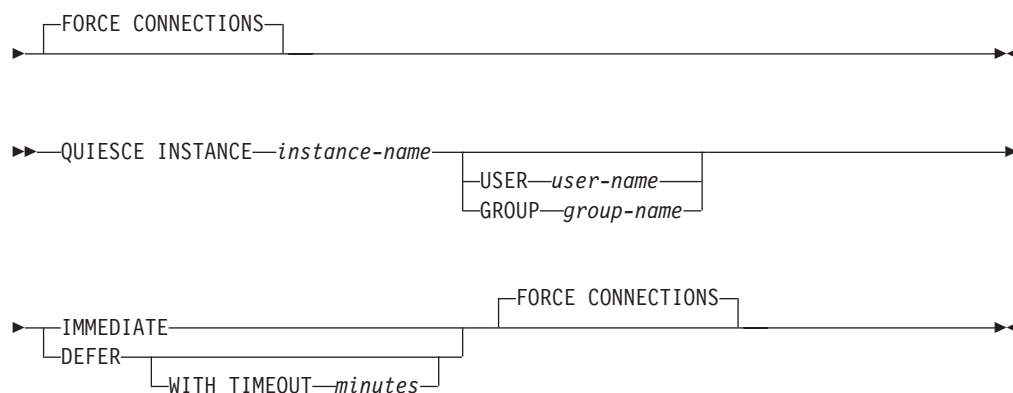 FORCE CONNECTIONS
QUIESCE INSTANCE instance-name
USER user-name
GROUP group-name
FORCE CONNECTIONS
IMMEDIATE
DEFER
WITH TIMEOUT minutes